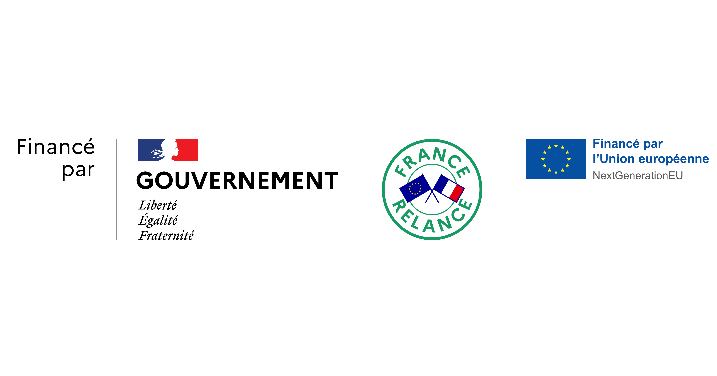 Financé
par
GOUVERNEMENT
Liberté
Égalité
Fraternité
FRANCE
RELANCE
Financé par
l'Union européenne
NextGenerationEU